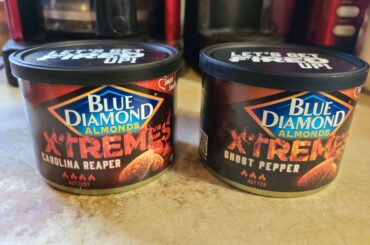 LET'S GET
FIRED
UP!
BLUE
DIAMOND
ALMONDS
XTREMES
CAROLINA REAPER
HOTTEST
LET'S GET
FIRED
UP!
BLUE
DIAMOND
ALMONDS
XTREMES
GHOST PEPPER
HOTTER